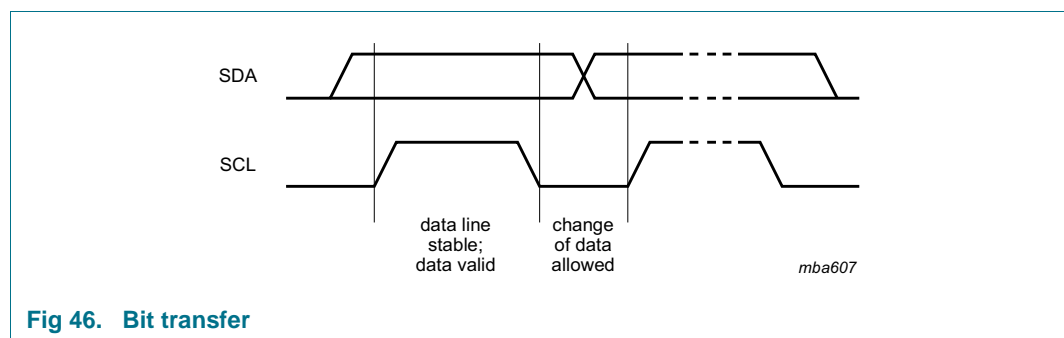 SDA
SCL
data line
stable;
data valid
change
of data
allowed
mba607
Fig 46. Bit transfer